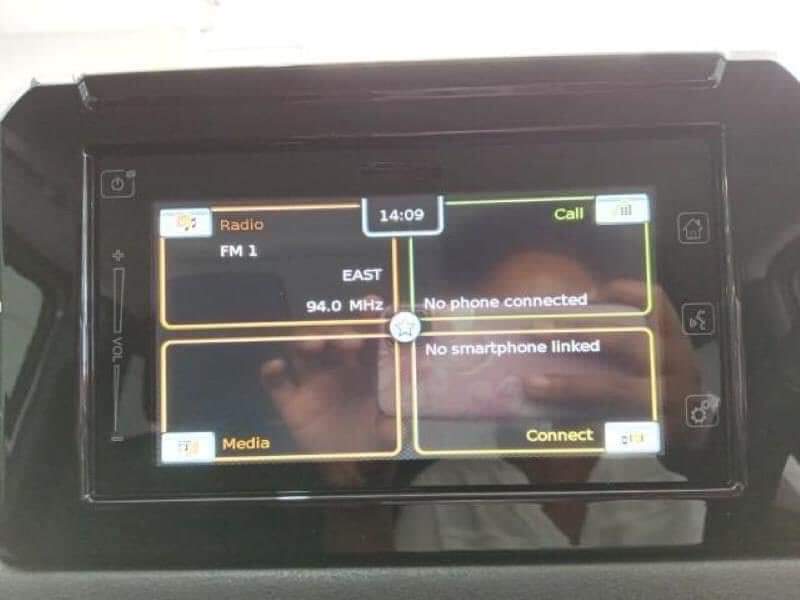 14:09
Radio
FM 1
EAST
94.0 MHz
Call
No phone connected
No smartphone linked
Media
Connect
VOL